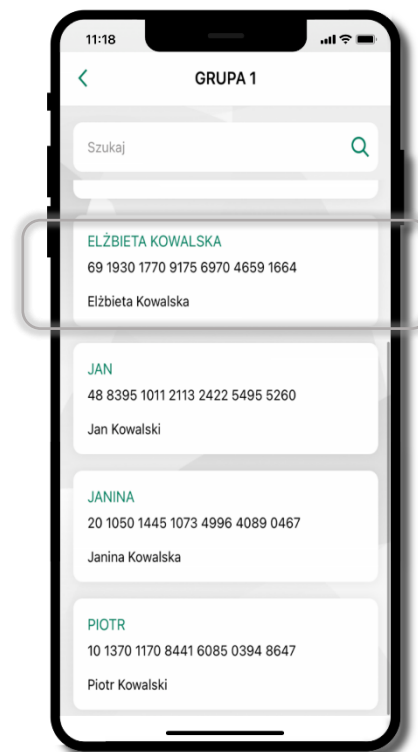 11:18
GRUPA 1
Szukaj
ELŻBIETA KOWALSKA
69 1930 1770 9175 6970 4659 1664
Elżbieta Kowalska
JAN
48 8395 1011 2113 2422 5495 5260
Jan Kowalski
JANINA
20 1050 1445 1073 4996 4089 0467
Janina Kowalska
PIOTR
10 1370 1170 8441 6085 0394 8647
Piotr Kowalski